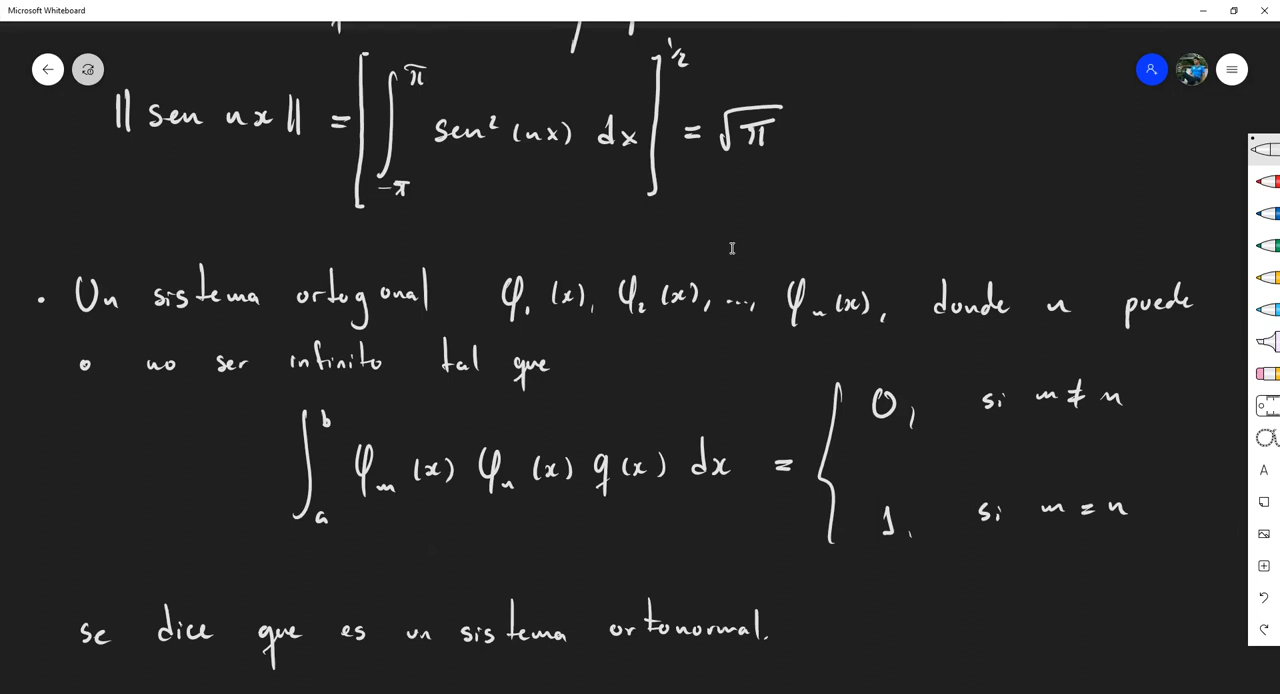 Microsoft Whiteboard
|| sen nx || = [ ∫_{-π}^{π} sen² (nx) dx ]^{1/2} = √π
• Un sistema ortogonal φ₁ (x), φ₂ (x), ..., φₙ (x), donde n puede
o no ser infinito tal que
∫_a^b φₘ (x) φₙ (x) q (x) dx = { 0, si m ≠ n
1, si m = n
se dice que es un sistema ortonormal.
A